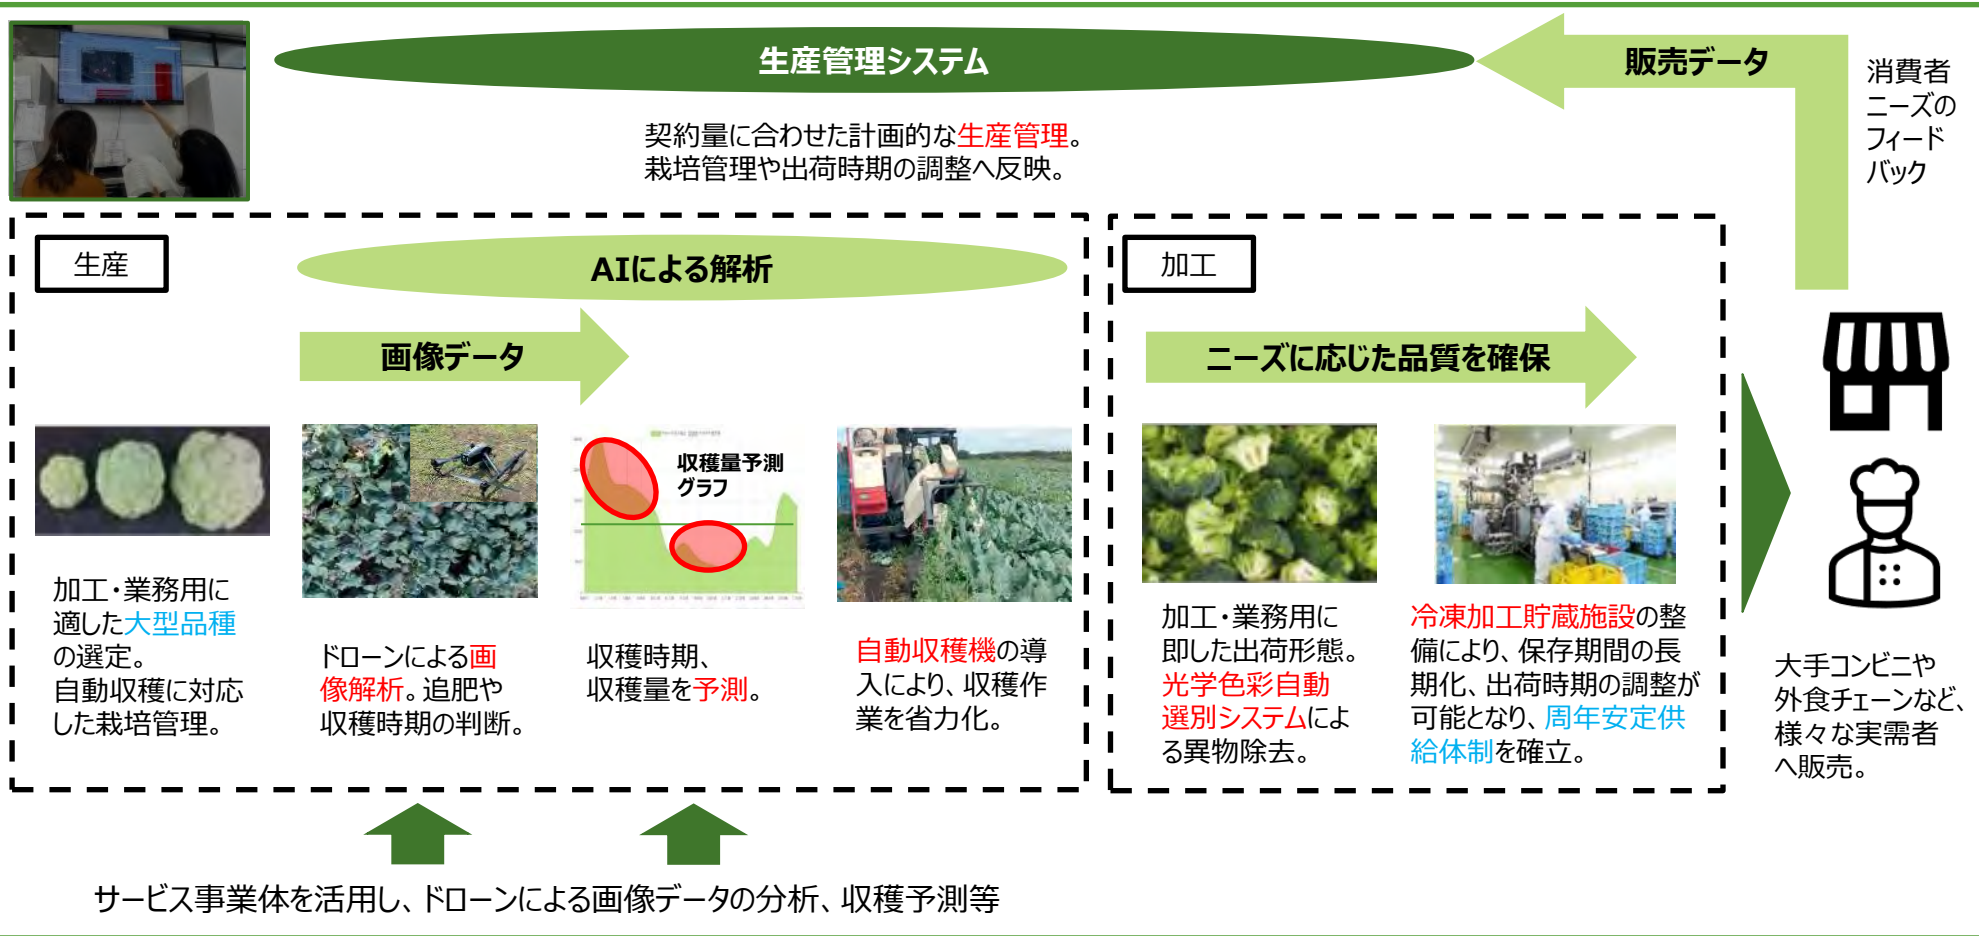 生産管理システム
販売データ
消費者
ニーズの
フィード
バック
契約量に合わせた計画的な生産管理。
栽培管理や出荷時期の調整へ反映。
生産
AIによる解析
画像データ
加工・業務用に
適した大型品種
の選定。
自動収穫に対応
した栽培管理。
ドローンによる画
像解析。追肥や
収穫時期の判断。
収穫量予測
グラフ
収穫時期、
収穫量を予測。
自動収穫機の導
入により、収穫作
業を省力化。
加工
ニーズに応じた品質を確保
加工・業務用に
即した出荷形態。
光学色彩自動
選別システムによ
る異物除去。
冷凍加工貯蔵施設の整
備により、保存期間の長
期化、出荷時期の調整が
可能となり、周年安定供
給体制を確立。
大手コンビニや
外食チェーンなど、
様々な実需者
へ販売。
サービス事業体を活用し、ドローンによる画像データの分析、収穫予測等